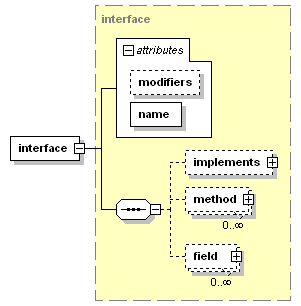 interface
attributes
modifiers
name
interface
implements
method
0..∞
field
0..∞